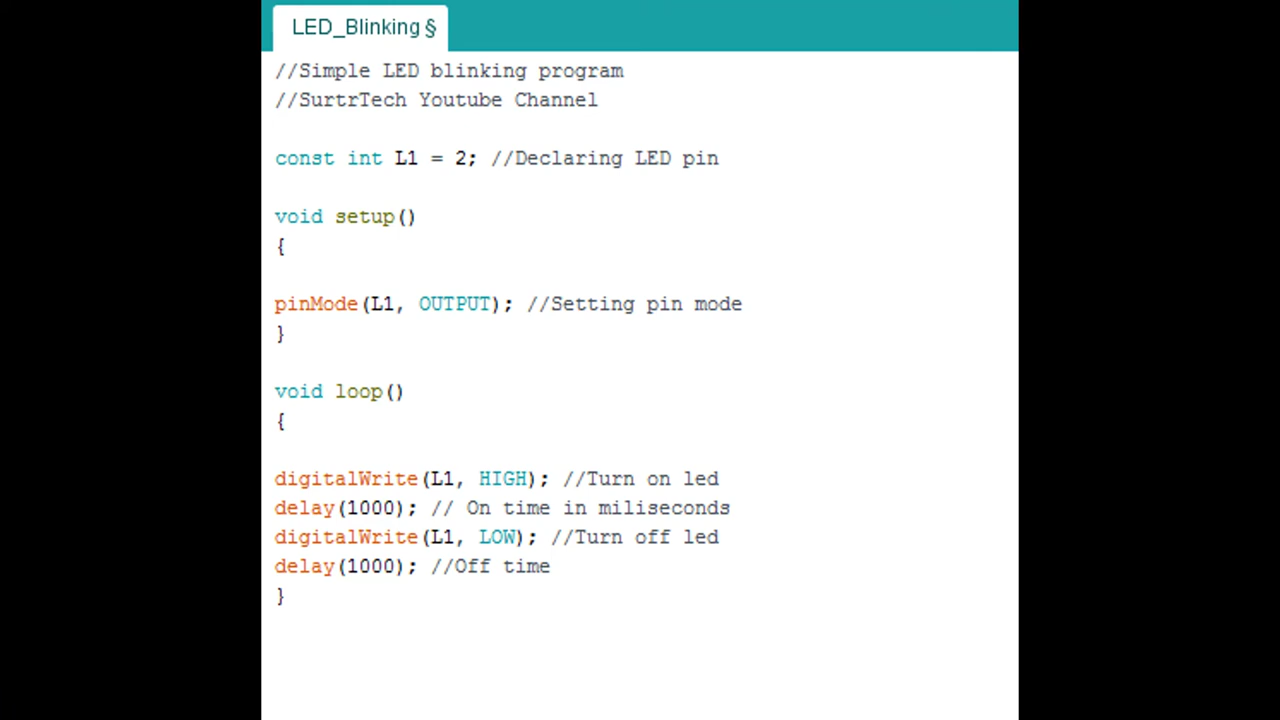 LED_Blinking §
//Simple LED blinking program
//SurtrTech Youtube Channel
const int L1 = 2; //Declaring LED pin
void setup()
{
pinMode(L1, OUTPUT); //Setting pin mode
}
void loop()
{
digitalWrite(L1, HIGH); //Turn on led
delay(1000); // On time in miliseconds
digitalWrite(L1, LOW); //Turn off led
delay(1000); //Off time
}